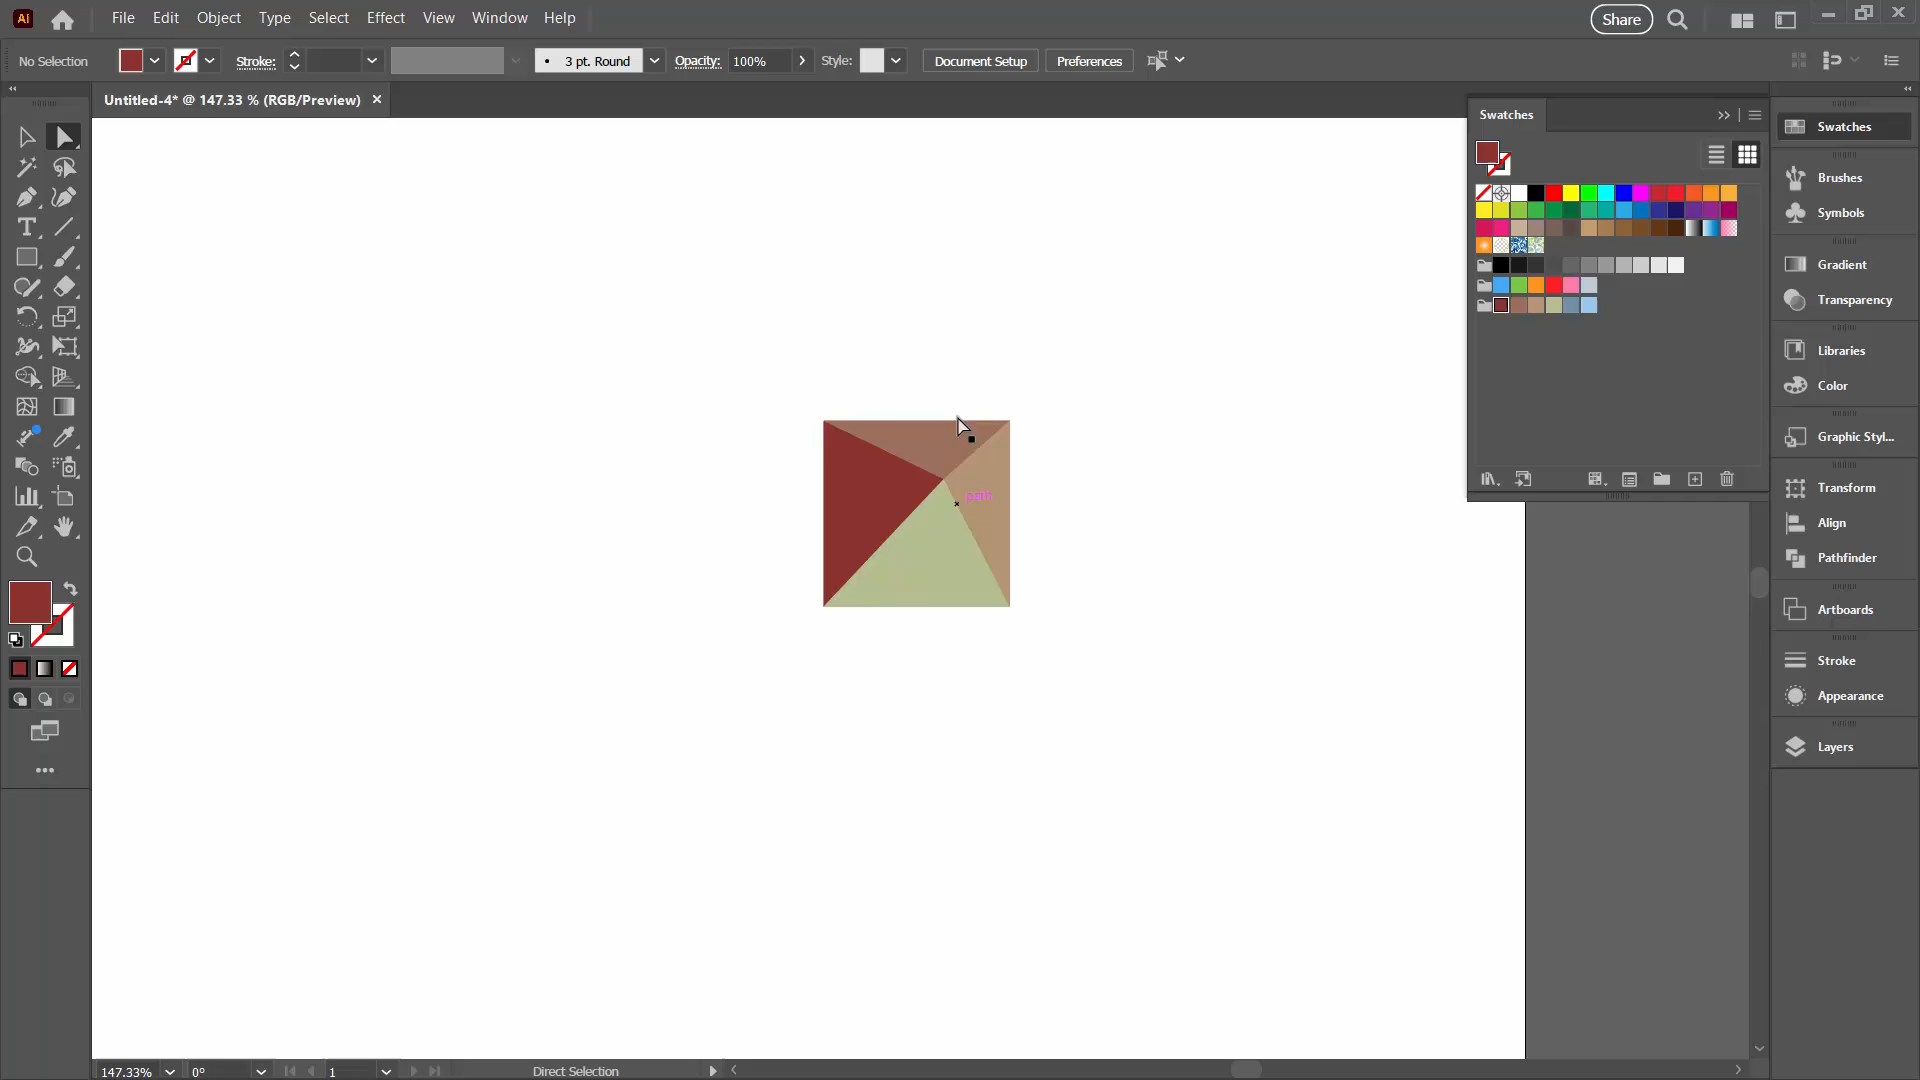 Ai File Edit Object Type Select Effect View Window Help Share
No Selection Stroke: • 3 pt. Round Opacity: 100% Style: Document Setup Preferences
Untitled-4* @ 147.33 % (RGB/Preview) ×
Swatches
Swatches
Brushes
Symbols
Gradient
Transparency
Libraries
Color
Graphic Styl...
Transform
Align
Pathfinder
Artboards
Stroke
Appearance
Layers
path
147.33% 0° 1 Direct Selection